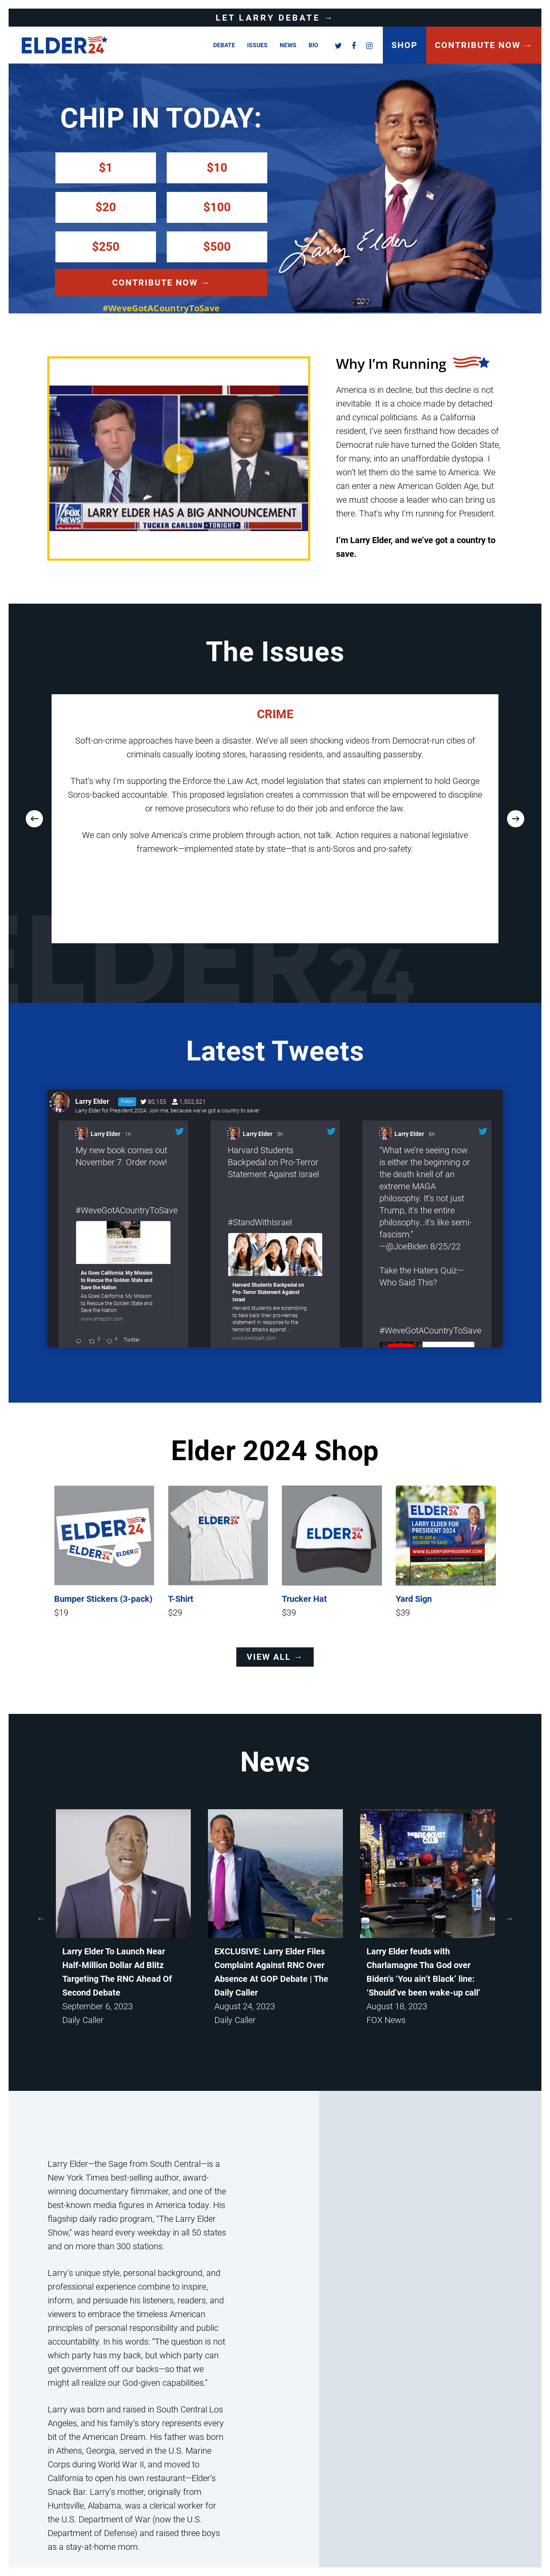 LET LARRY DEBATE →
ELDER 24
DEBATE ISSUES NEWS BIO
SHOP
CONTRIBUTE NOW →
CHIP IN TODAY:
$1 $10
$20 $100
$250 $500
CONTRIBUTE NOW →
#WeveGotACountryToSave
Larry Elder
FOX NEWS
LARRY ELDER HAS A BIG ANNOUNCEMENT
TUCKER CARLSON TONIGHT
Why I'm Running
America is in decline, but this decline is not
inevitable. It is a choice made by detached
and cynical politicians. As a California
resident, I've seen firsthand how decades of
Democrat rule have turned the Golden State,
for many, into an unaffordable dystopia. I
won't let them do the same to America. We
can enter a new American Golden Age, but
we must choose a leader who can bring us
there. That's why I'm running for President.
I'm Larry Elder, and we've got a country to
save.
The Issues
CRIME
Soft-on-crime approaches have been a disaster. We've all seen shocking videos from Democrat-run cities of
criminals casually looting stores, harassing residents, and assaulting passersby.
That's why I'm supporting the Enforce the Law Act, model legislation that states can implement to hold George
Soros-backed accountable. This proposed legislation creates a commission that will be empowered to discipline
or remove prosecutors who refuse to do their job and enforce the law.
We can only solve America's crime problem through action, not talk. Action requires a national legislative
framework—implemented state by state—that is anti-Soros and pro-safety.
ELDER24
Latest Tweets
Larry Elder Follow 80,155 1,502,521
Larry Elder for President 2024. Join me, because we've got a country to save!
Larry Elder 1h
My new book comes out
November 7. Order now!
#WeveGotACountryToSave
AS GOES
CALIFORNIA
As Goes California: My Mission
to Rescue the Golden State and
Save the Nation
As Goes California: My Mission
to Rescue the Golden State and
Save the Nation
www.amazon.com
0 4 Twitter
Larry Elder 5h
Harvard Students
Backpedal on Pro-Terror
Statement Against Israel
#StandWithIsrael
Harvard Students Backpedal on
Pro-Terror Statement Against
Israel
Harvard students are scrambling
to take back their pro-Hamas
statement in response to the
terrorist attacks against ...
www.breitbart.com
Larry Elder 6h
"What we're seeing now
is either the beginning or
the death knell of an
extreme MAGA
philosophy. It's not just
Trump, it's the entire
philosophy…it's like semi-
fascism."
—@JoeBiden 8/25/22
Take the Haters Quiz—
Who Said This?
#WeveGotACountryToSave
Elder 2024 Shop
ELDER 24
ELDER 24
ELDER
ELDER 24
ELDER 24
ELDER 24
LARRY ELDER FOR
PRESIDENT 2024
WE'VE GOT A
COUNTRY TO SAVE!
WWW.ELDERFORPRESIDENT.COM
Bumper Stickers (3-pack)
$19
T-Shirt
$29
Trucker Hat
$39
Yard Sign
$39
VIEW ALL →
News
THE BREAKFAST
CLUB
Larry Elder To Launch Near
Half-Million Dollar Ad Blitz
Targeting The RNC Ahead Of
Second Debate
September 6, 2023
Daily Caller
EXCLUSIVE: Larry Elder Files
Complaint Against RNC Over
Absence At GOP Debate | The
Daily Caller
August 24, 2023
Daily Caller
Larry Elder feuds with
Charlamagne Tha God over
Biden's 'You ain't Black' line:
'Should've been wake-up call'
August 18, 2023
FOX News
Larry Elder—the Sage from South Central—is a
New York Times best-selling author, award-
winning documentary filmmaker, and one of the
best-known media figures in America today. His
flagship daily radio program, "The Larry Elder
Show," was heard every weekday in all 50 states
and on more than 300 stations.
Larry's unique style, personal background, and
professional experience combine to inspire,
inform, and persuade his listeners, readers, and
viewers to embrace the timeless American
principles of personal responsibility and public
accountability. In his words: "The question is not
which party has my back, but which party can
get government off our backs—so that we
might all realize our God-given capabilities."
Larry was born and raised in South Central Los
Angeles, and his family's story represents every
bit of the American Dream. His father was born
in Athens, Georgia, served in the U.S. Marine
Corps during World War II, and moved to
California to open his own restaurant—Elder's
Snack Bar. Larry's mother, originally from
Huntsville, Alabama, was a clerical worker for
the U.S. Department of War (now the U.S.
Department of Defense) and raised three boys
as a stay-at-home mom.